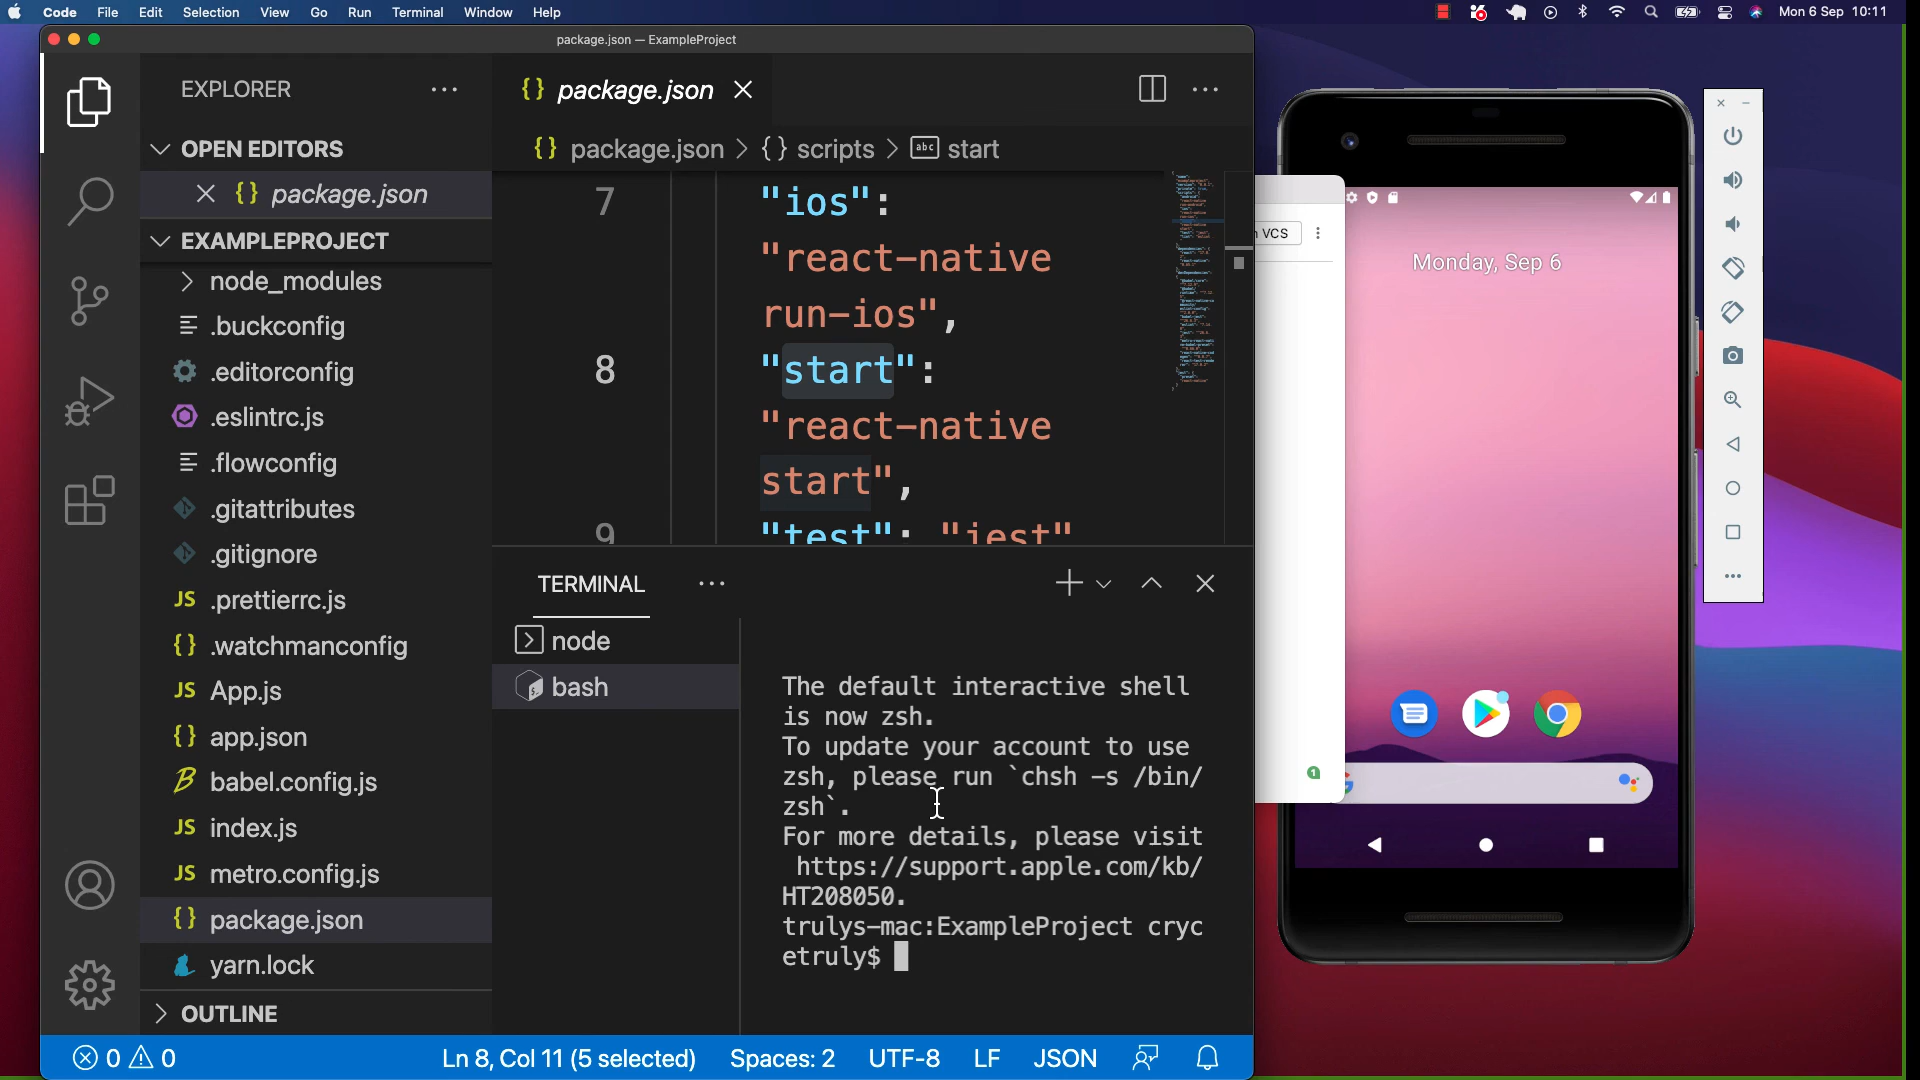 Code File Edit Selection View Go Run Terminal Window Help
Mon 6 Sep 10:11
package.json — ExampleProject
EXPLORER
OPEN EDITORS
package.json
EXAMPLEPROJECT
node_modules
.buckconfig
.editorconfig
.eslintrc.js
.flowconfig
.gitattributes
.gitignore
JS .prettierrc.js
.watchmanconfig
JS App.js
app.json
babel.config.js
JS index.js
JS metro.config.js
package.json
yarn.lock
OUTLINE
package.json
package.json > {} scripts > abc start
7 "ios":
"react-native
run-ios",
8 "start":
"react-native
start",
9 "test": "jest"
TERMINAL
node
bash
The default interactive shell
is now zsh.
To update your account to use
zsh, please run `chsh -s /bin/
zsh`.
For more details, please visit
https://support.apple.com/kb/
HT208050.
trulys-mac:ExampleProject cryc
etruly$
0 0 Ln 8, Col 11 (5 selected) Spaces: 2 UTF-8 LF JSON
VCS
1
Monday, Sep 6